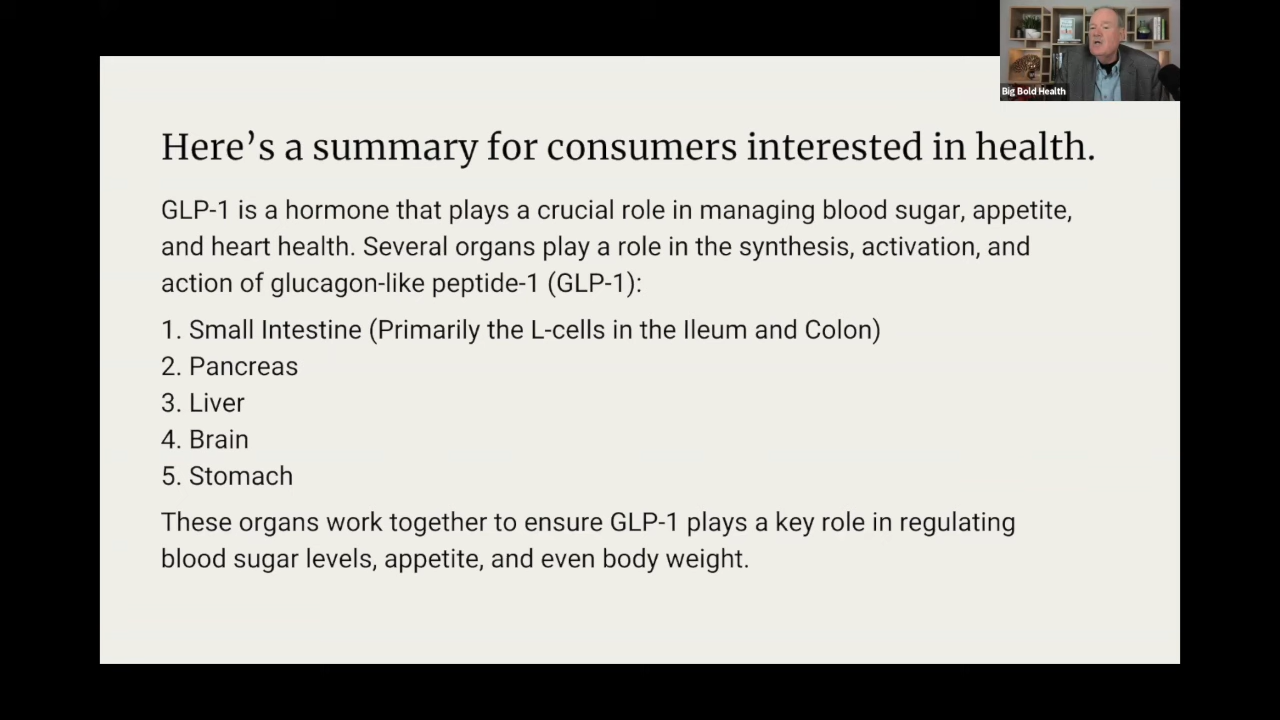 Big Bold Health
Here’s a summary for consumers interested in health.
GLP-1 is a hormone that plays a crucial role in managing blood sugar, appetite,
and heart health. Several organs play a role in the synthesis, activation, and
action of glucagon-like peptide-1 (GLP-1):
1. Small Intestine (Primarily the L-cells in the Ileum and Colon)
2. Pancreas
3. Liver
4. Brain
5. Stomach
These organs work together to ensure GLP-1 plays a key role in regulating
blood sugar levels, appetite, and even body weight.